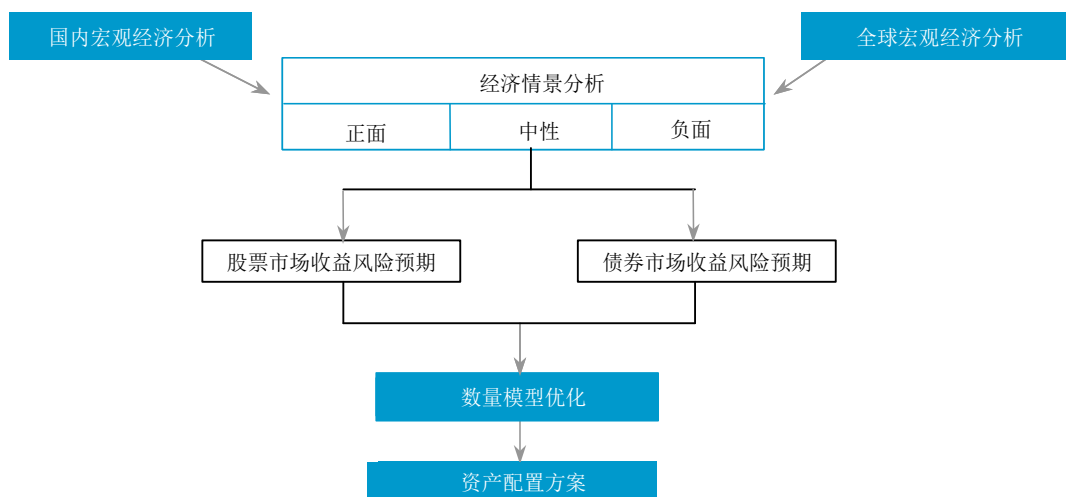 国内宏观经济分析
全球宏观经济分析
经济情景分析
正面
中性
负面
股票市场收益风险预期
债券市场收益风险预期
数量模型优化
资产配置方案